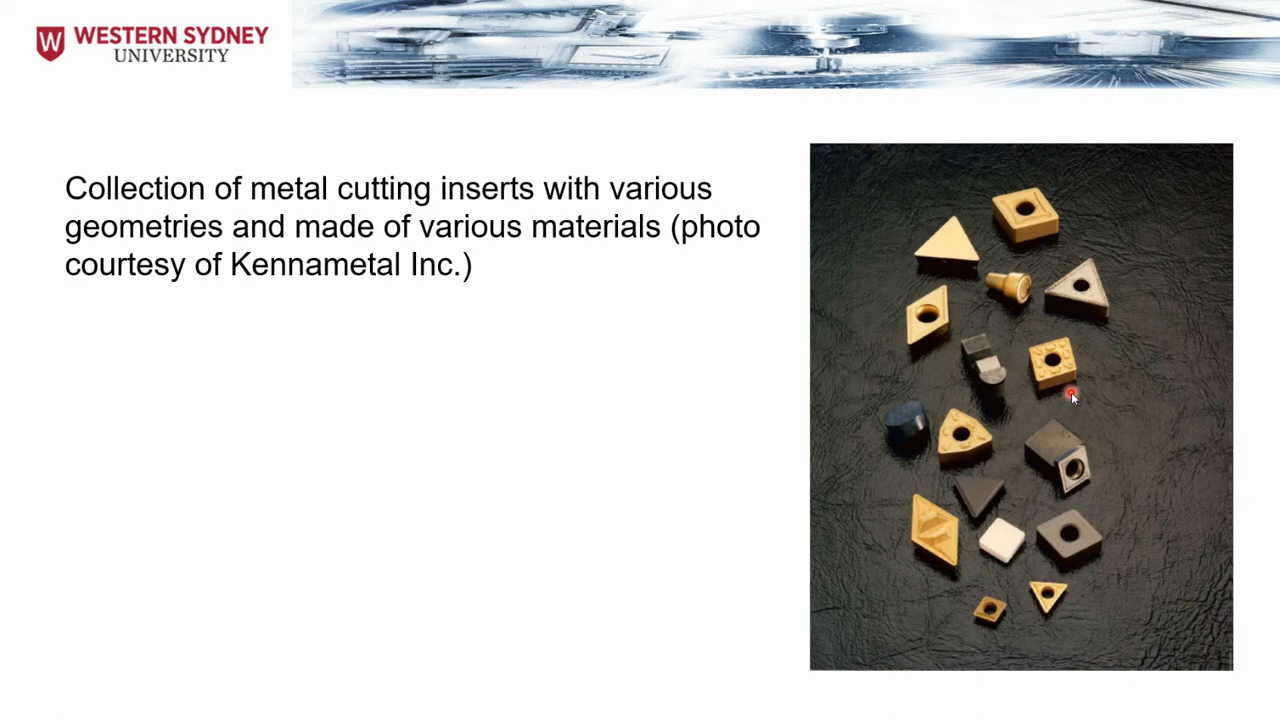 WESTERN SYDNEY
UNIVERSITY
Collection of metal cutting inserts with various
geometries and made of various materials (photo
courtesy of Kennametal Inc.)